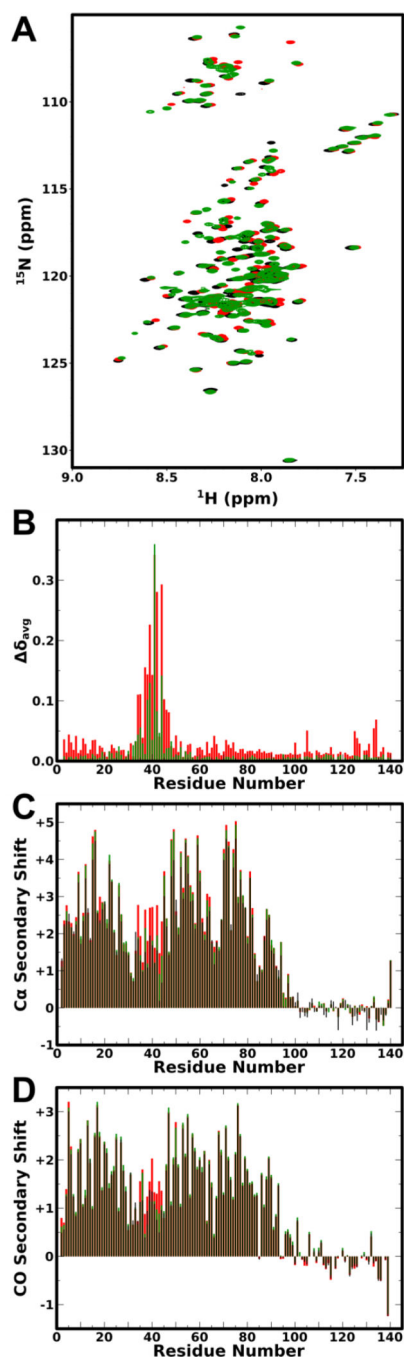 A
110
115
120
125
130
¹⁵N (ppm)
9.0 8.5 8.0 7.5
¹H (ppm)
B
0.3
0.2
0.1
0.0
Δδavg
0 20 40 60 80 100 120 140
Residue Number
C
+5
+4
+3
+2
+1
0
-1
Cα Secondary Shift
0 20 40 60 80 100 120 140
Residue Number
D
+3
+2
+1
0
-1
CO Secondary Shift
0 20 40 60 80 100 120 140
Residue Number